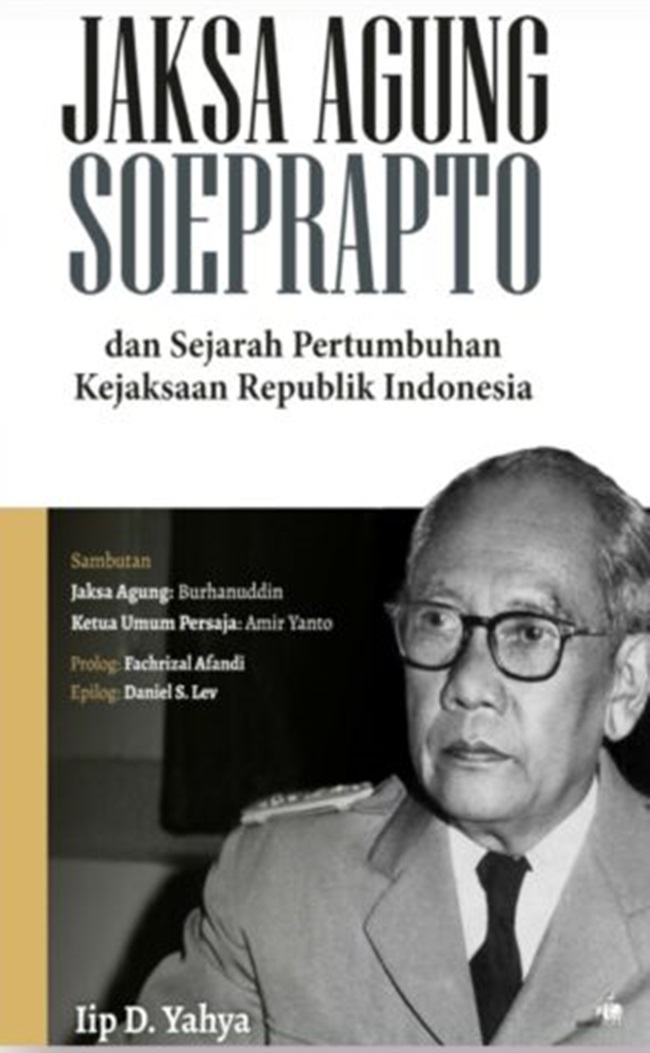 JAKSA AGUNG
SOEPRAPTO
dan Sejarah Pertumbuhan
Kejaksaan Republik Indonesia
Sambutan
Jaksa Agung: Burhanuddin
Ketua Umum Persaja: Amir Yanto
Prolog: Fachrizal Afandi
Epilog: Daniel S. Lev
Iip D. Yahya